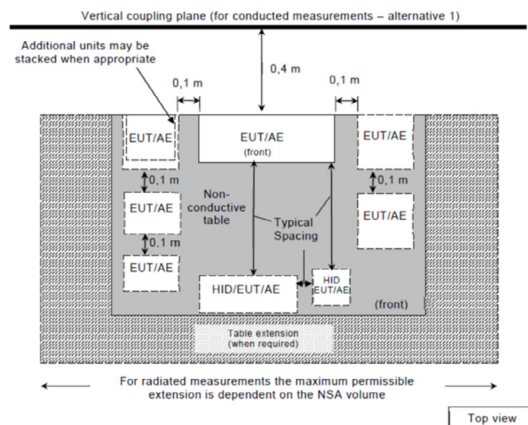 Vertical coupling plane (for conducted measurements – alternative 1)
Additional units may be
stacked when appropriate
0,1 m
0,4 m
0,1 m
EUT/AE
EUT/AE
(front)
EUT/AE
0,1 m
0,1 m
Non-
conductive
table
Typical
Spacing
EUT/AE
EUT/AE
0,1 m
EUT/AE
HID/EUT/AE
HID
EUT/AE
(front)
Table extension
(when required)
For radiated measurements the maximum permissible
extension is dependent on the NSA volume
Top view